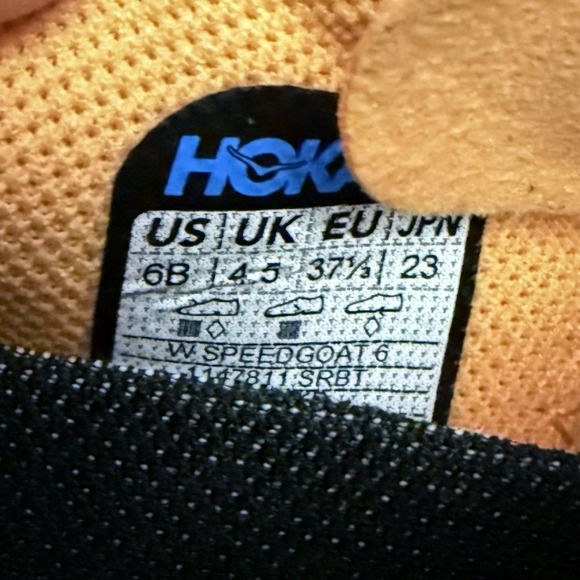 HOKA
US UK EU JPN
6B 4.5 37⅓ 23
W SPEEDGOAT 6
1147811 SRBT